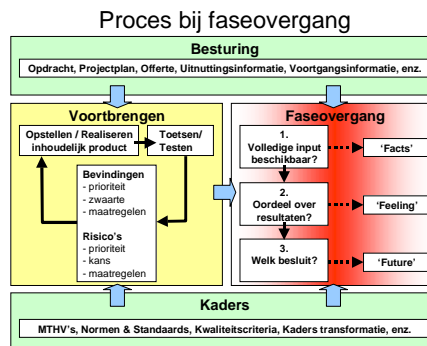 Proces bij faseovergang
Besturing
Opdracht, Projectplan, Offerte, Uitnuttingsinformatie, Voortgangsinformatie, enz.
Voortbrengen
Opstellen / Realiseren
inhoudelijk product
Toetsen/
Testen
Bevindingen
- prioriteit
- zwaarte
- maatregelen
Risico's
- prioriteit
- kans
- maatregelen
Faseovergang
1.
Volledige input
beschikbaar?
'Facts'
2.
Oordeel over
resultaten?
'Feeling'
3.
Welk besluit?
'Future'
Kaders
MTHV's, Normen & Standaards, Kwaliteitscriteria, Kaders transformatie, enz.